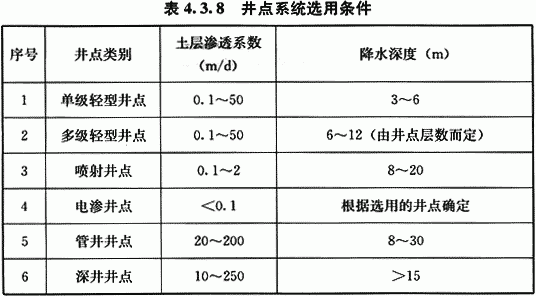 表 4.3.8 井点系统选用条件
序号 井点类别 土层渗透系数 (m/d) 降水深度（m）
1 单级轻型井点 0.1～50 3～6
2 多级轻型井点 0.1～50 6～12（由井点层数而定）
3 喷射井点 0.1～2 8～20
4 电渗井点 ＜0.1 根据选用的井点确定
5 管井井点 20～200 8～30
6 深井井点 10～250 ＞15